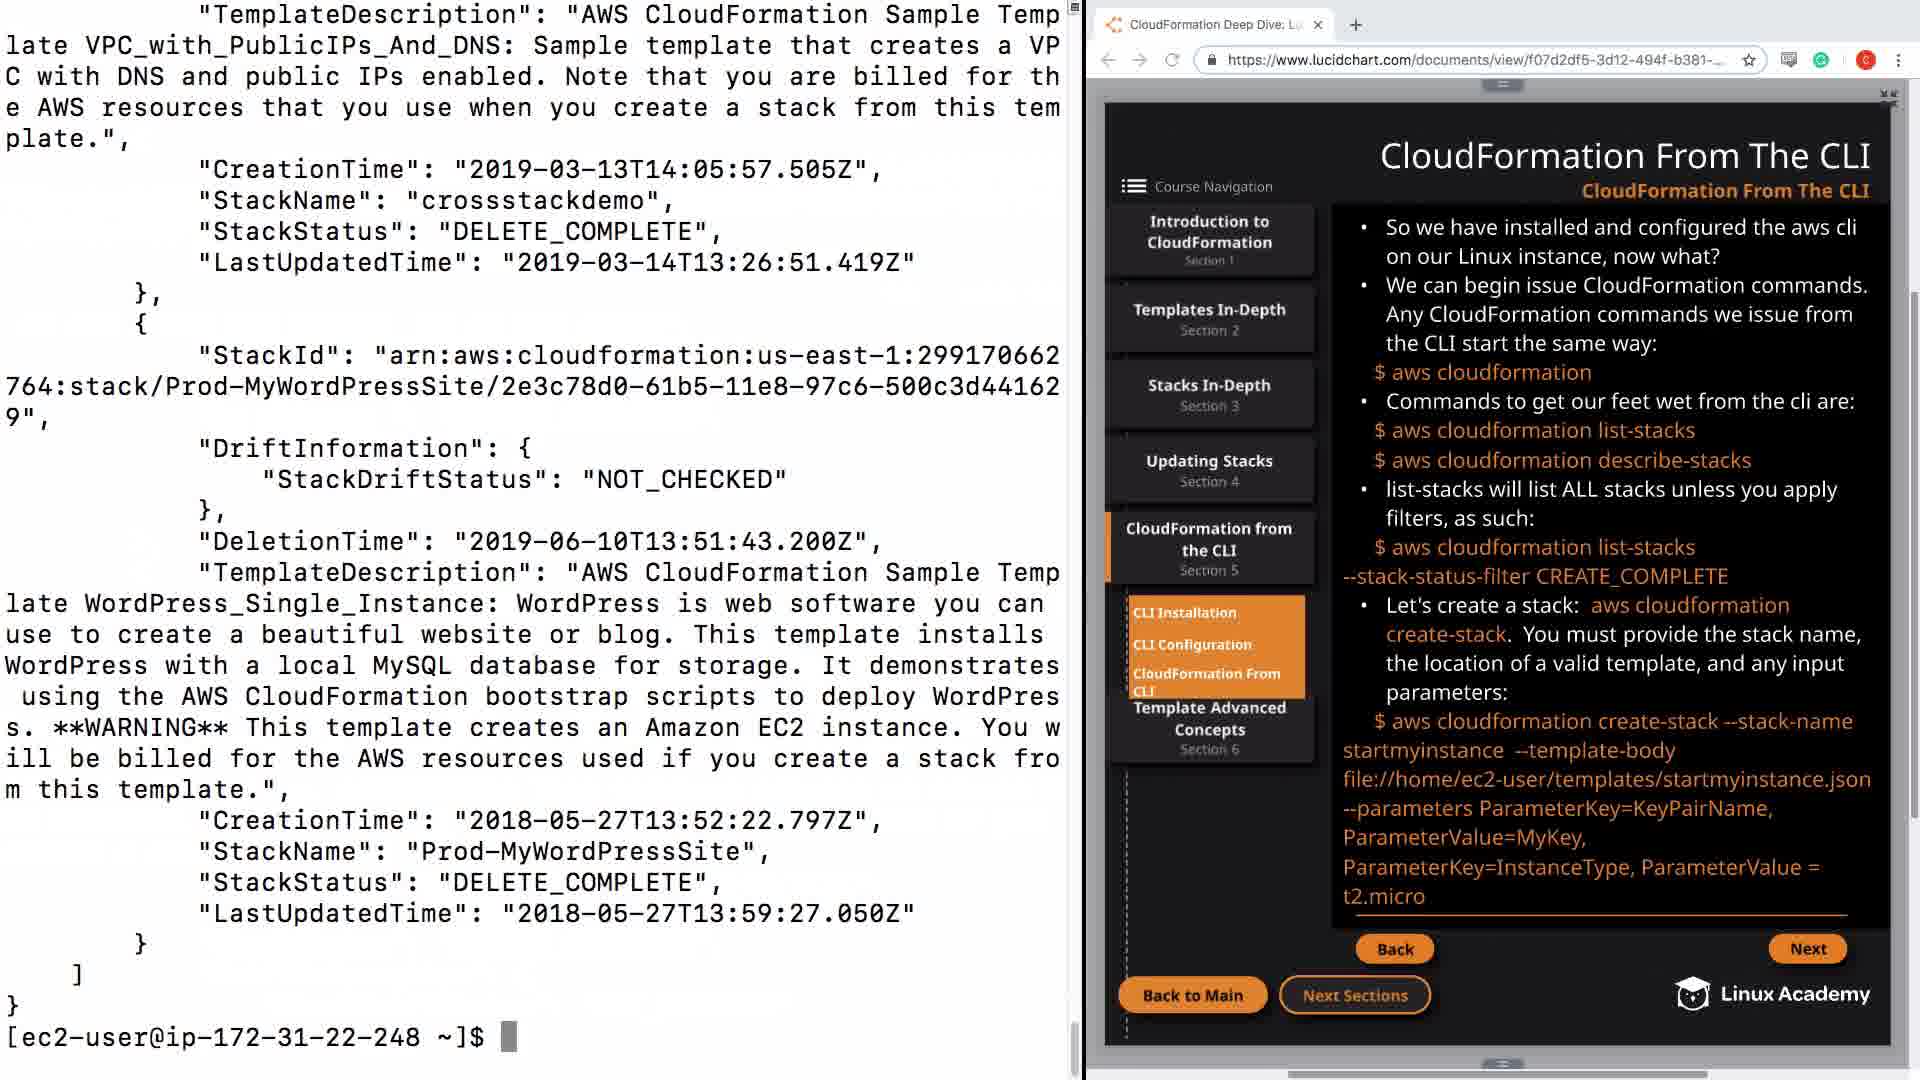 "TemplateDescription": "AWS CloudFormation Sample Temp
late VPC_with_PublicIPs_And_DNS: Sample template that creates a VP
C with DNS and public IPs enabled. Note that you are billed for th
e AWS resources that you use when you create a stack from this tem
plate.",
"CreationTime": "2019-03-13T14:05:57.505Z",
"StackName": "crossstackdemo",
"StackStatus": "DELETE_COMPLETE",
"LastUpdatedTime": "2019-03-14T13:26:51.419Z"
},
{
"StackId": "arn:aws:cloudformation:us-east-1:299170662
764:stack/Prod-MyWordPressSite/2e3c78d0-61b5-11e8-97c6-500c3d44162
9",
"DriftInformation": {
"StackDriftStatus": "NOT_CHECKED"
},
"DeletionTime": "2019-06-10T13:51:43.200Z",
"TemplateDescription": "AWS CloudFormation Sample Temp
late WordPress_Single_Instance: WordPress is web software you can
use to create a beautiful website or blog. This template installs
WordPress with a local MySQL database for storage. It demonstrates
using the AWS CloudFormation bootstrap scripts to deploy WordPres
s. **WARNING** This template creates an Amazon EC2 instance. You w
ill be billed for the AWS resources used if you create a stack fro
m this template.",
"CreationTime": "2018-05-27T13:52:22.797Z",
"StackName": "Prod-MyWordPressSite",
"StackStatus": "DELETE_COMPLETE",
"LastUpdatedTime": "2018-05-27T13:59:27.050Z"
}
]
}
[ec2-user@ip-172-31-22-248 ~]$
CloudFormation Deep Dive: Lu
https://www.lucidchart.com/documents/view/f07d2df5-3d12-494f-b381-...
C
CloudFormation From The CLI
CloudFormation From The CLI
Course Navigation
Introduction to
CloudFormation
Section 1
Templates In-Depth
Section 2
Stacks In-Depth
Section 3
Updating Stacks
Section 4
CloudFormation from
the CLI
Section 5
CLI Installation
CLI Configuration
CloudFormation From
CLI
Template Advanced
Concepts
Section 6
• So we have installed and configured the aws cli
on our Linux instance, now what?
• We can begin issue CloudFormation commands.
Any CloudFormation commands we issue from
the CLI start the same way:
$ aws cloudformation
• Commands to get our feet wet from the cli are:
$ aws cloudformation list-stacks
$ aws cloudformation describe-stacks
• list-stacks will list ALL stacks unless you apply
filters, as such:
$ aws cloudformation list-stacks
--stack-status-filter CREATE_COMPLETE
• Let's create a stack: aws cloudformation
create-stack. You must provide the stack name,
the location of a valid template, and any input
parameters:
$ aws cloudformation create-stack --stack-name
startmyinstance --template-body
file://home/ec2-user/templates/startmyinstance.json
--parameters ParameterKey=KeyPairName,
ParameterValue=MyKey,
ParameterKey=InstanceType, ParameterValue =
t2.micro
Back
Next
Back to Main
Next Sections
Linux Academy